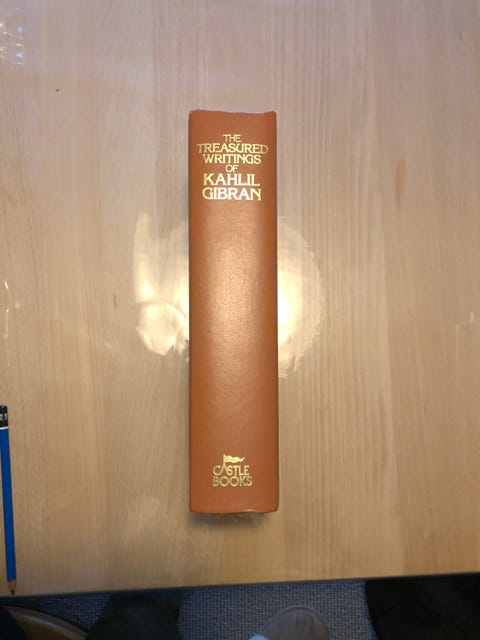 THE
TREASURED
WRITINGS
OF
KAHLIL
GIBRAN
CASTLE
BOOKS